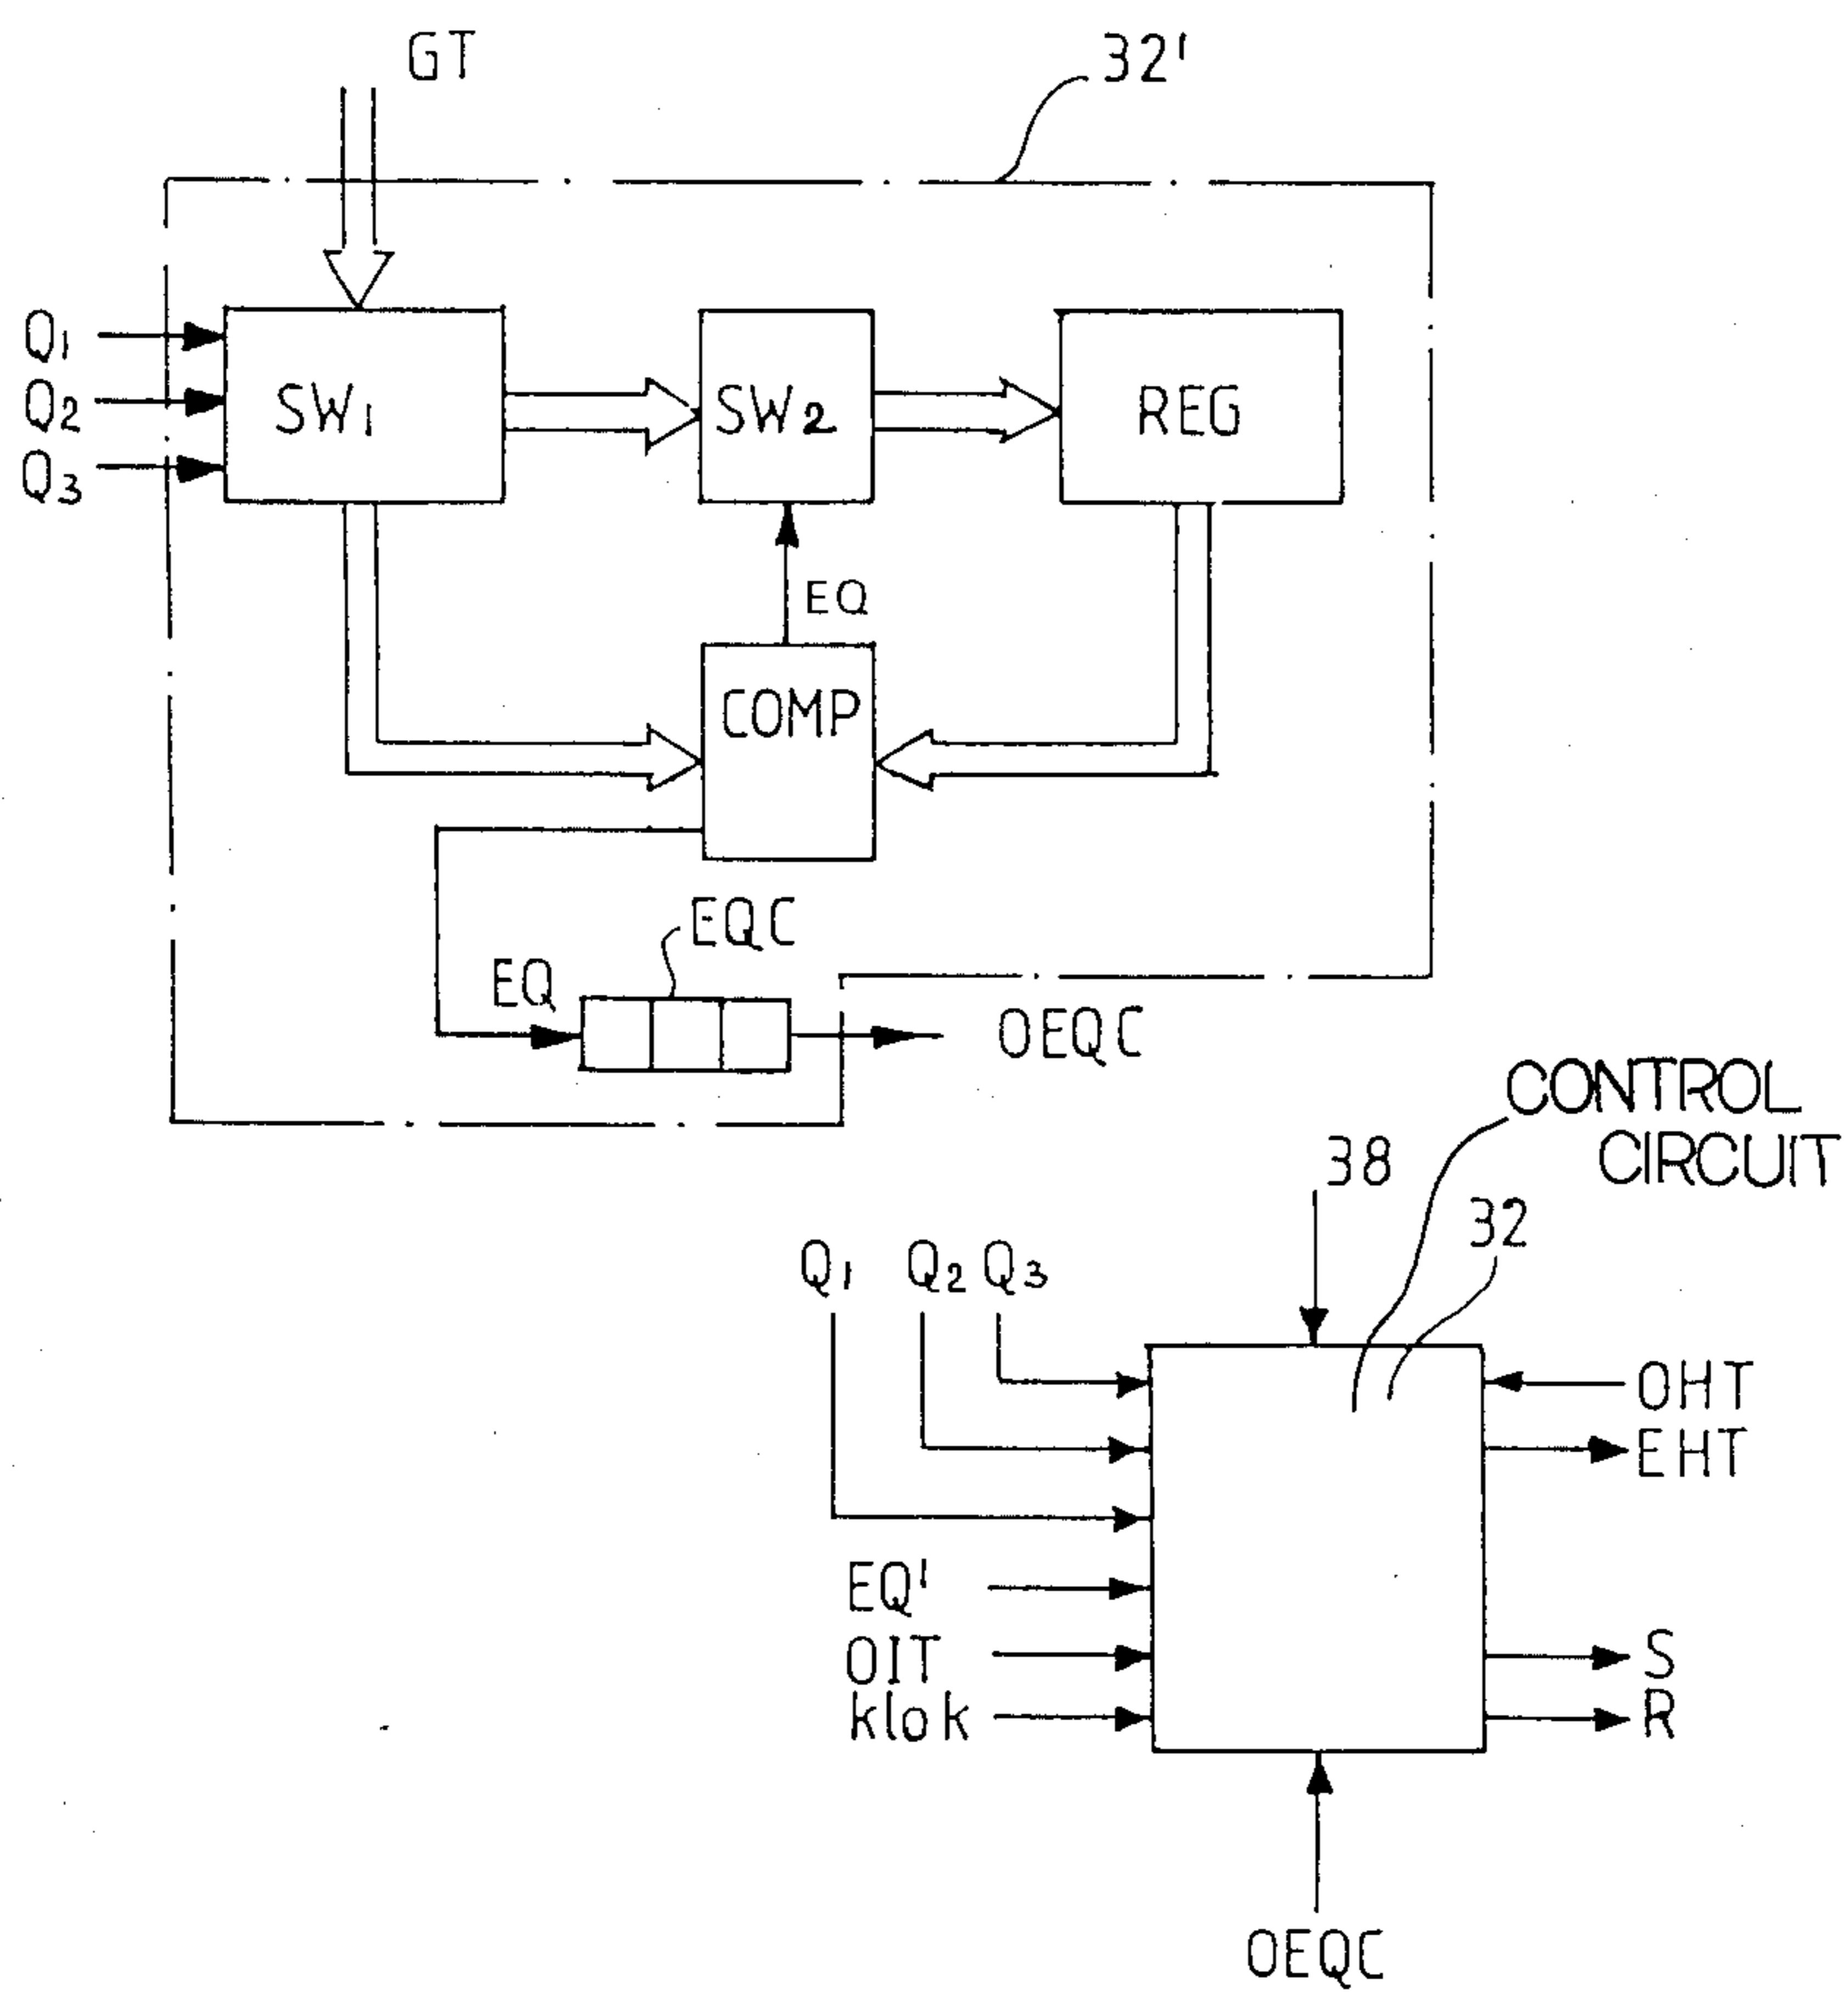 GT
32'
Q1
Q2
Q3
SW1
SW2
REG
EQ
COMP
EQC
EQ
OEQC
CONTROL
CIRCUIT
38
32
Q1 Q2 Q3
OHT
EHT
EQ'
OIT
klok
S
R
OEQC